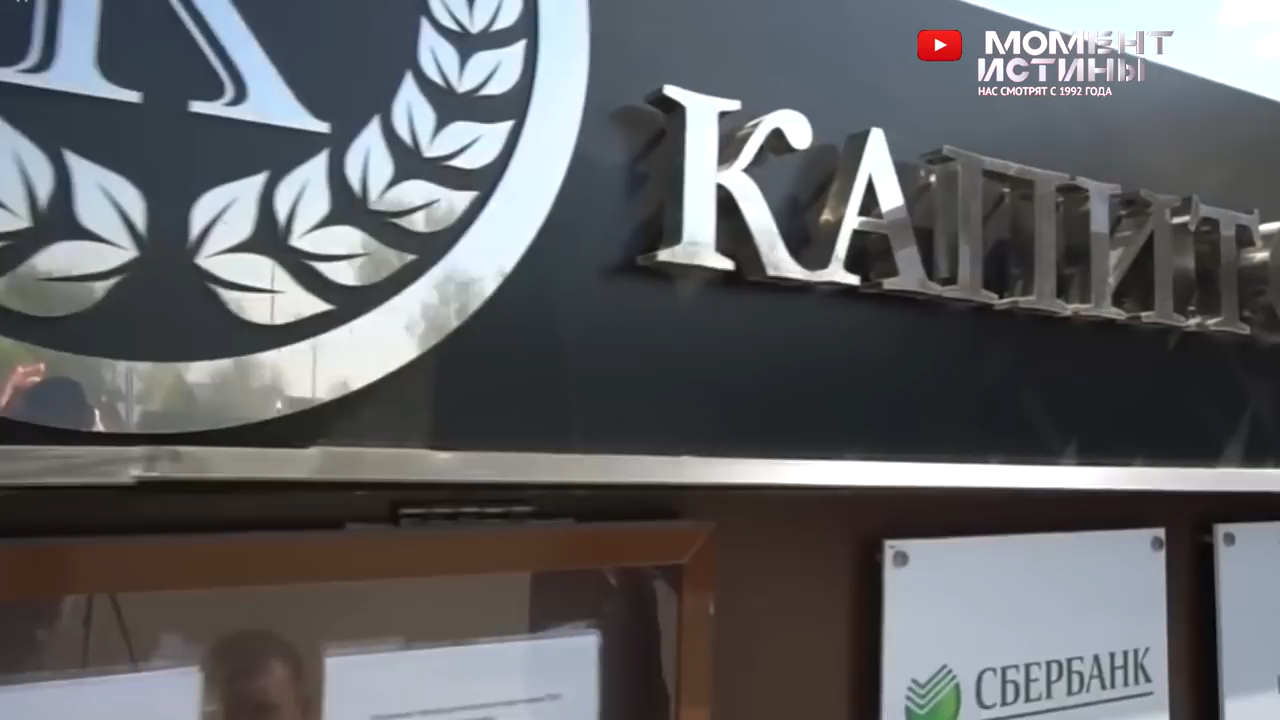 МОМЕНТ
ИСТИНЫ
НАС СМОТРЯТ С 1992 ГОДА
К
КАПИТ
СБЕРБАНК